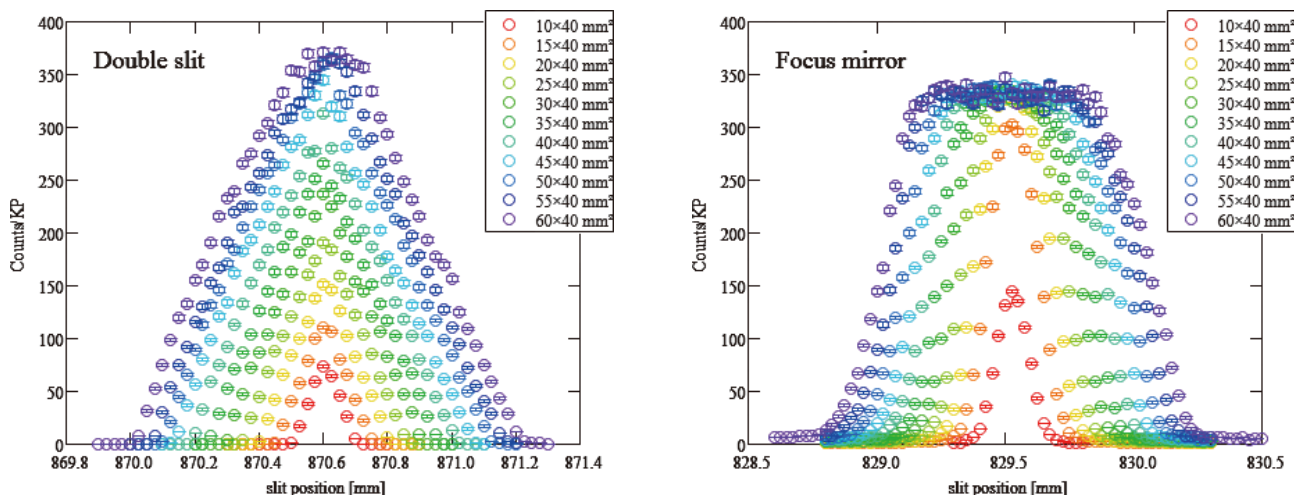 Double slit
Counts/KP
400
350
300
250
200
150
100
50
0
869.8 870.0 870.2 870.4 870.6 870.8 871.0 871.2 871.4
slit position [mm]
10×40 mm²
15×40 mm²
20×40 mm²
25×40 mm²
30×40 mm²
35×40 mm²
40×40 mm²
45×40 mm²
50×40 mm²
55×40 mm²
60×40 mm²
Focus mirror
Counts/KP
400
350
300
250
200
150
100
50
0
828.5 829.0 829.5 830.0 830.5
slit position [mm]
10×40 mm²
15×40 mm²
20×40 mm²
25×40 mm²
30×40 mm²
35×40 mm²
40×40 mm²
45×40 mm²
50×40 mm²
55×40 mm²
60×40 mm²